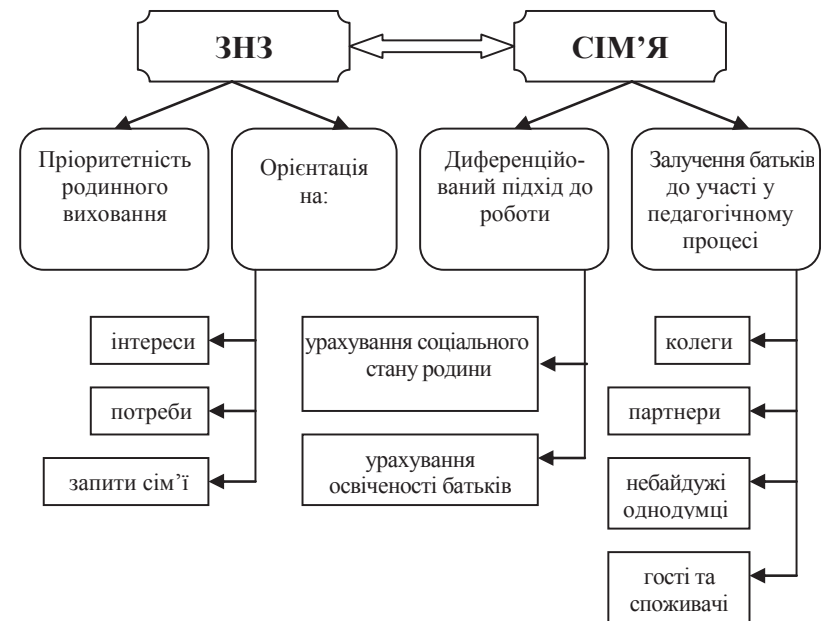 ЗНЗ
СІМ’Я
Пріоритетність
родинного
виховання
Орієнтація
на:
Диференційо-
ваний підхід до
роботи
Залучення батьків
до участі у
педагогічному
процесі
інтереси
потреби
запити сім’ї
урахування соціального
стану родини
урахування
освіченості батьків
колеги
партнери
небайдужі
однодумці
гості та
споживачі